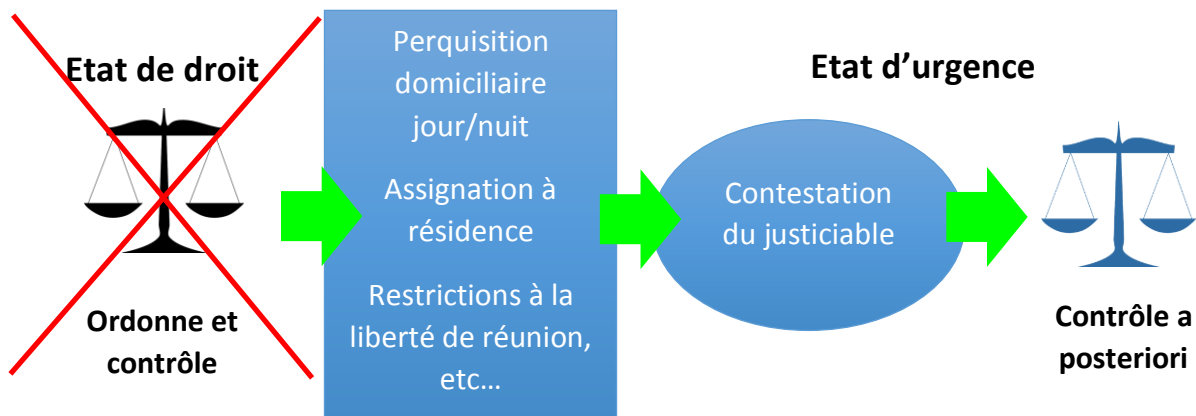 Etat de droit
Ordonne et
contrôle
Perquisition
domiciliaire
jour/nuit
Assignation à
résidence
Restrictions à la
liberté de réunion,
etc…
Etat d’urgence
Contestation
du justiciable
Contrôle a
posteriori